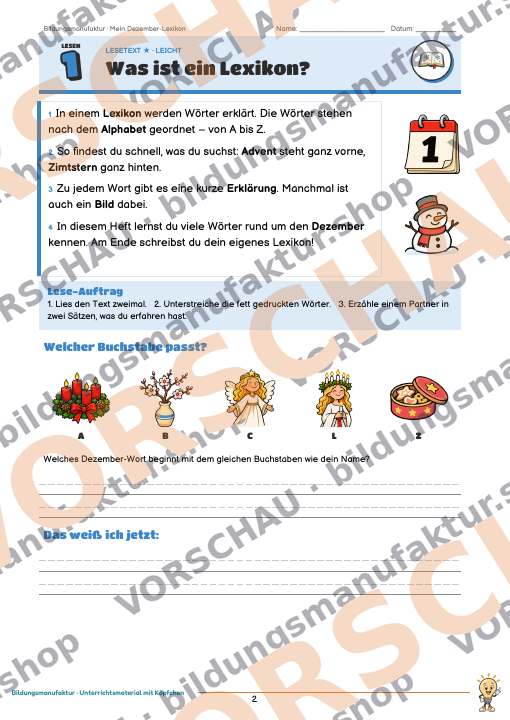 Bildungsmanufaktur · Mein Dezember-Lexikon Name: Datum:
LESEN
1
LESETEXT ★ · LEICHT
Was ist ein Lexikon?
1 In einem Lexikon werden Wörter erklärt. Die Wörter stehen
nach dem Alphabet geordnet – von A bis Z.
2 So findest du schnell, was du suchst: Advent steht ganz vorne,
Zimtstern ganz hinten.
3 Zu jedem Wort gibt es eine kurze Erklärung. Manchmal ist
auch ein Bild dabei.
4 In diesem Heft lernst du viele Wörter rund um den Dezember
kennen. Am Ende schreibst du dein eigenes Lexikon!
1
Lese-Auftrag
1. Lies den Text zweimal. 2. Unterstreiche die fett gedruckten Wörter. 3. Erzähle einem Partner in
zwei Sätzen, was du erfahren hast.
Welcher Buchstabe passt?
A B C L Z
Welches Dezember-Wort beginnt mit dem gleichen Buchstaben wie dein Name?
Das weiß ich jetzt:
Bildungsmanufaktur · Unterrichtsmaterial mit Köpfchen
2
VORSCHAU · bildungsmanufaktur.shop